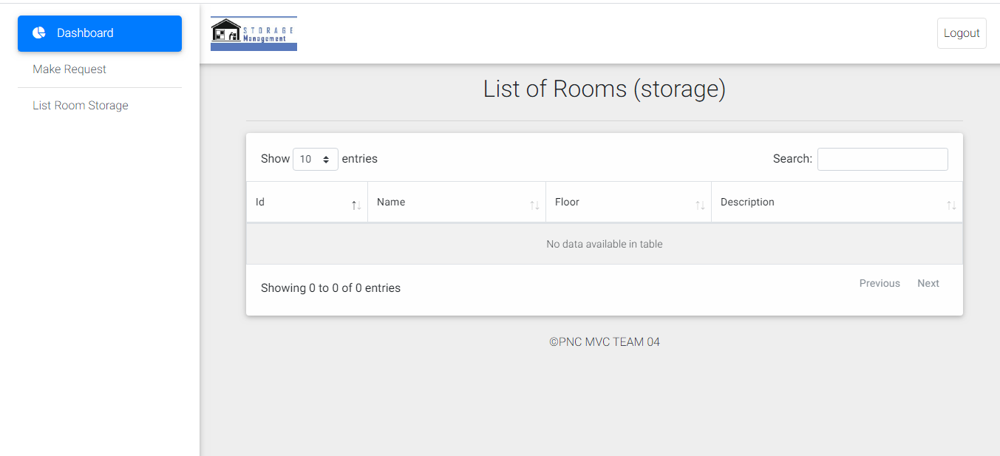 Dashboard
Make Request
List Room Storage
STORAGE
Management
Logout
List of Rooms (storage)
Show 10 entries
Search:
Id Name Floor Description
No data available in table
Showing 0 to 0 of 0 entries
Previous Next
©PNC MVC TEAM 04